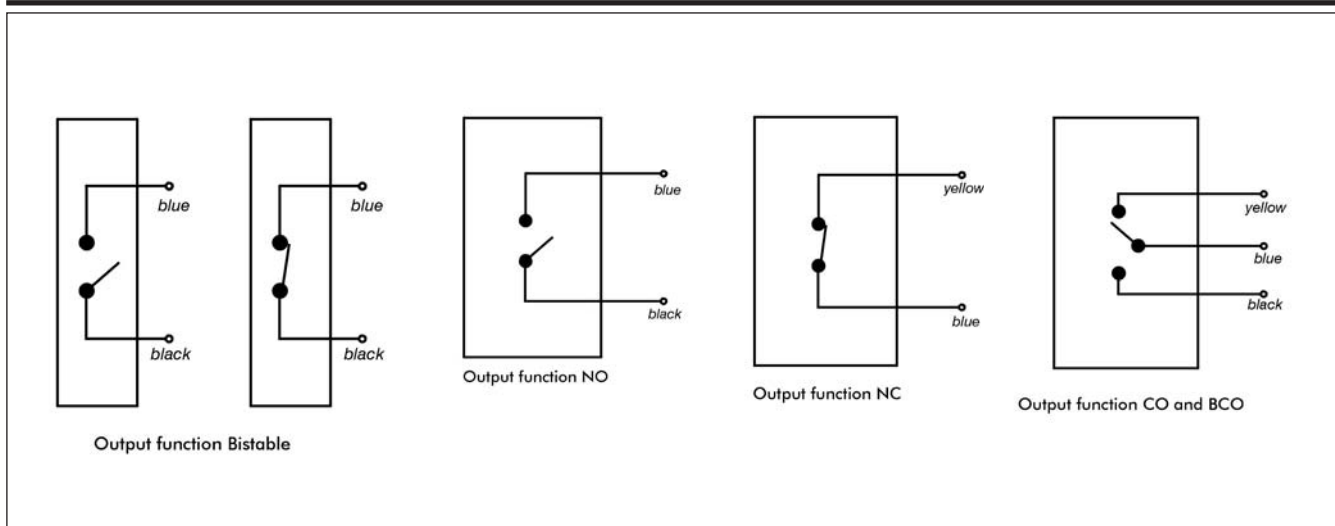 blue
black
blue
black
Output function Bistable
blue
black
Output function NO
yellow
blue
Output function NC
yellow
blue
black
Output function CO and BCO